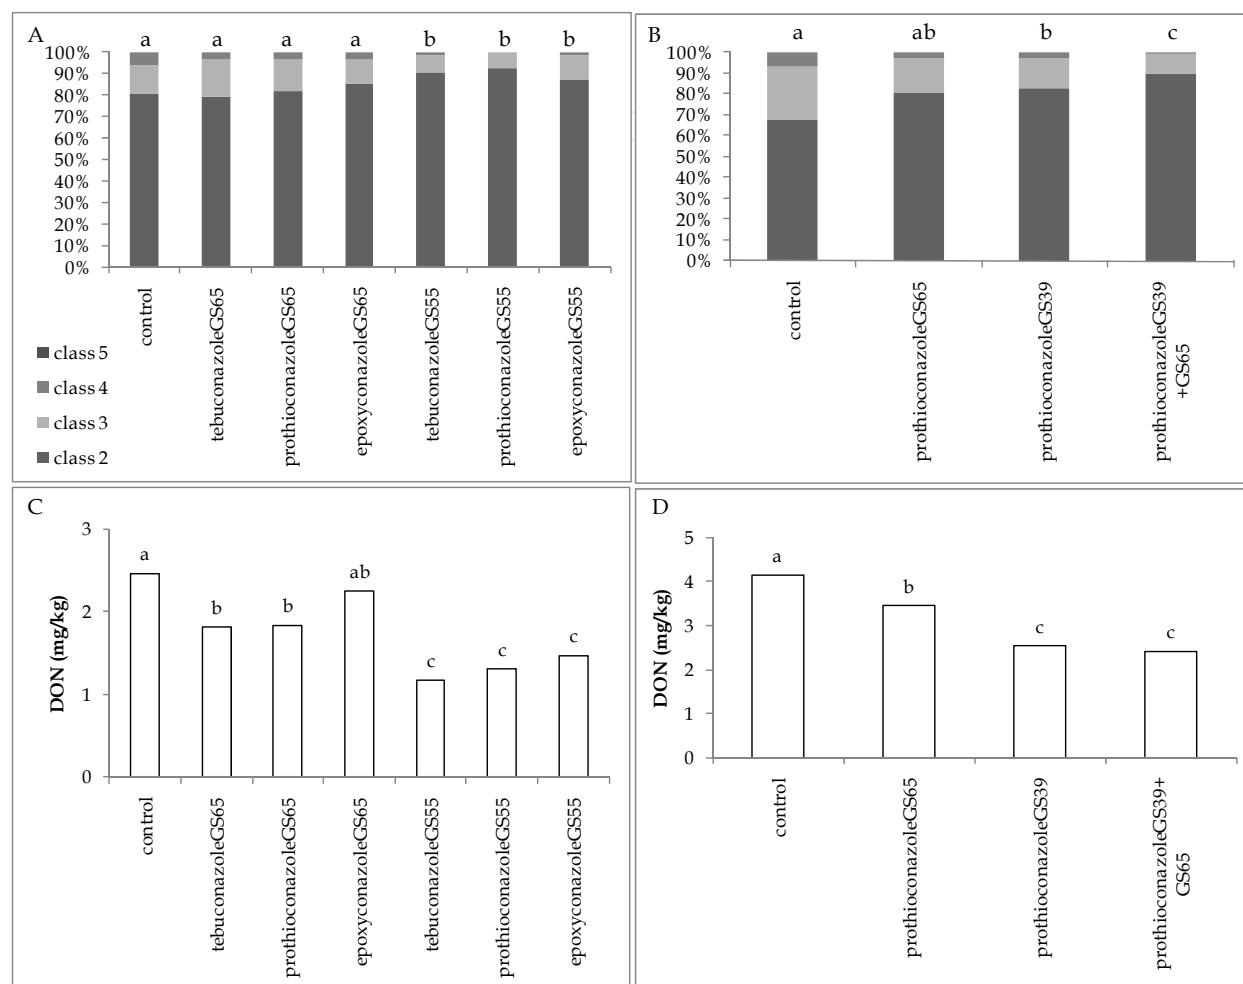 A
a a a a b b b
100%
90%
80%
70%
60%
50%
40%
30%
20%
10%
0%
control
tebuconazoleGS65
prothioconazoleGS65
epoxyconazoleGS65
tebuconazoleGS55
prothioconazoleGS55
epoxyconazoleGS55
class 5
class 4
class 3
class 2
B
a ab b c
100%
90%
80%
70%
60%
50%
40%
30%
20%
10%
0%
control
prothioconazoleGS65
prothioconazoleGS39
prothioconazoleGS39
+GS65
C
DON (mg/kg)
3
2
1
0
a b b ab c c c
control
tebuconazoleGS65
prothioconazoleGS65
epoxyconazoleGS65
tebuconazoleGS55
prothioconazoleGS55
epoxyconazoleGS55
D
DON (mg/kg)
5
4
3
2
1
0
a b c c
control
prothioconazoleGS65
prothioconazoleGS39
prothioconazoleGS39+
GS65